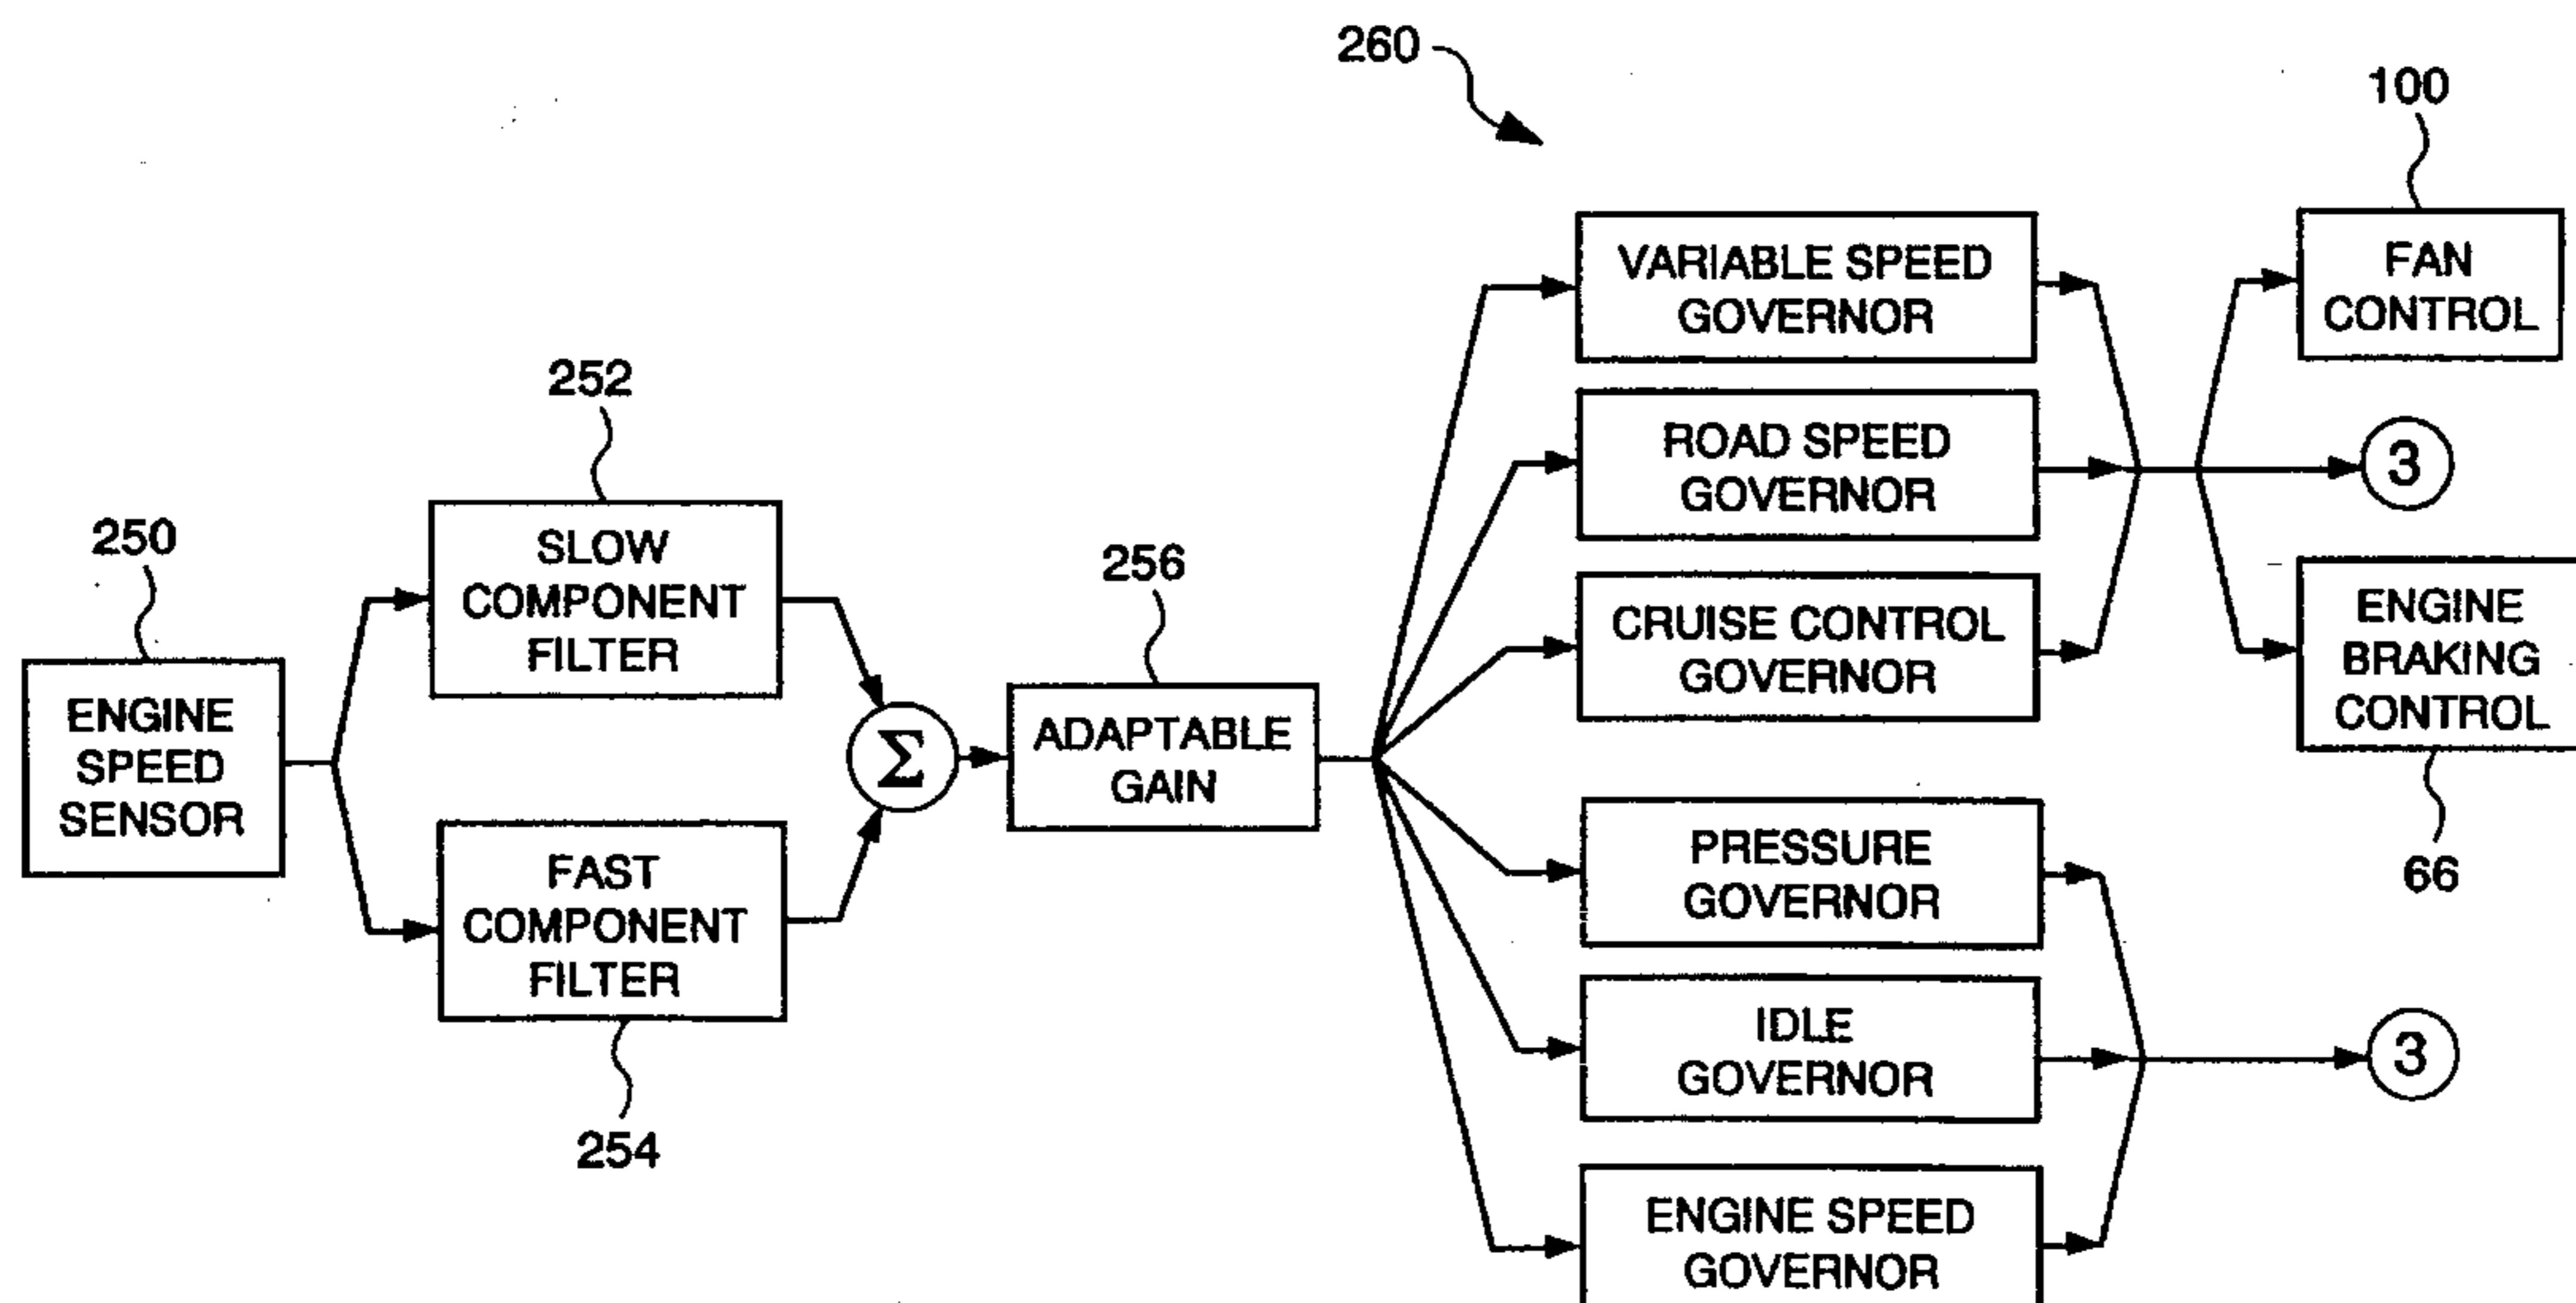 260
100
VARIABLE SPEED
GOVERNOR
FAN
CONTROL
252
ROAD SPEED
GOVERNOR
3
250
SLOW
COMPONENT
FILTER
256
CRUISE CONTROL
GOVERNOR
ENGINE
BRAKING
CONTROL
66
ENGINE
SPEED
SENSOR
Σ
ADAPTABLE
GAIN
FAST
COMPONENT
FILTER
254
PRESSURE
GOVERNOR
IDLE
GOVERNOR
3
ENGINE SPEED
GOVERNOR